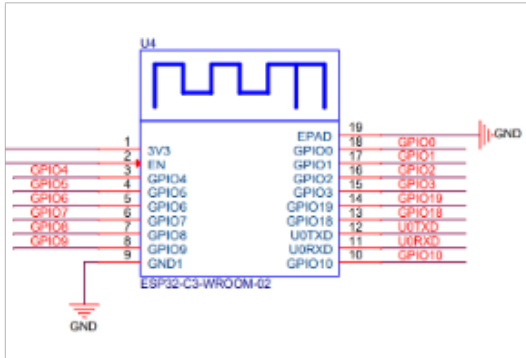 U4
19
EPAD
GND
1
3V3
GPIO0
18
GPIO0
2
EN
GPIO1
17
GPIO1
GPIO4
3
GPIO4
GPIO2
16
GPIO2
GPIO5
4
GPIO5
GPIO3
15
GPIO3
GPIO6
5
GPIO6
GPIO19
14
GPIO19
GPIO7
6
GPIO7
GPIO18
13
GPIO18
GPIO8
7
GPIO8
U0TXD
12
U0TXD
GPIO9
8
GPIO9
U0RXD
11
U0RXD
9
GND1
GPIO10
10
GPIO10
ESP32-C3-WROOM-02
GND